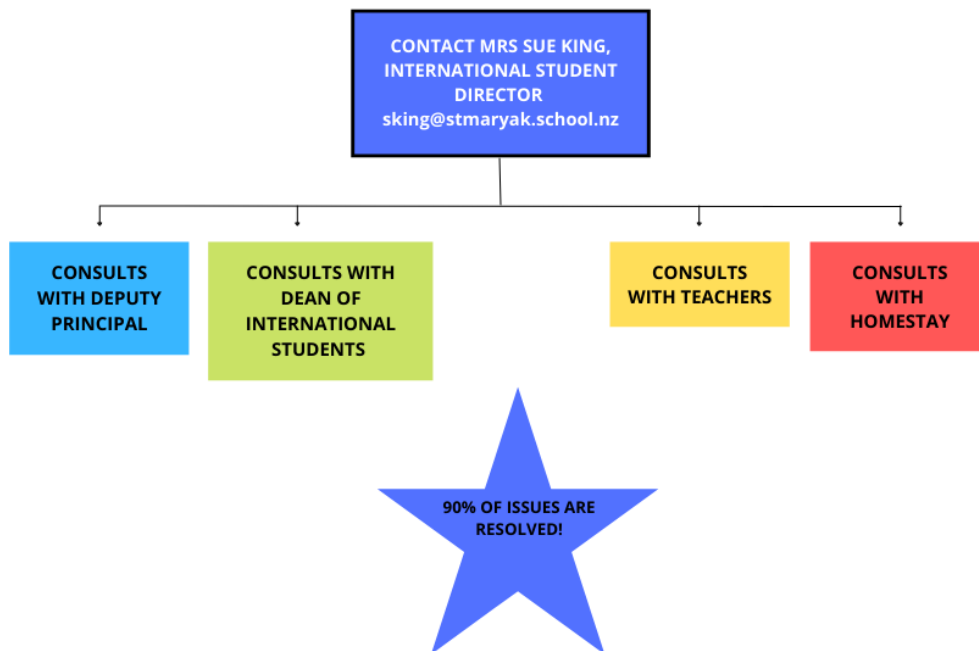 CONTACT MRS SUE KING,
INTERNATIONAL STUDENT
DIRECTOR
sking@stmaryak.school.nz
CONSULTS
WITH DEPUTY
PRINCIPAL
CONSULTS WITH
DEAN OF
INTERNATIONAL
STUDENTS
CONSULTS
WITH TEACHERS
CONSULTS
WITH
HOMESTAY
90% OF ISSUES ARE
RESOLVED!